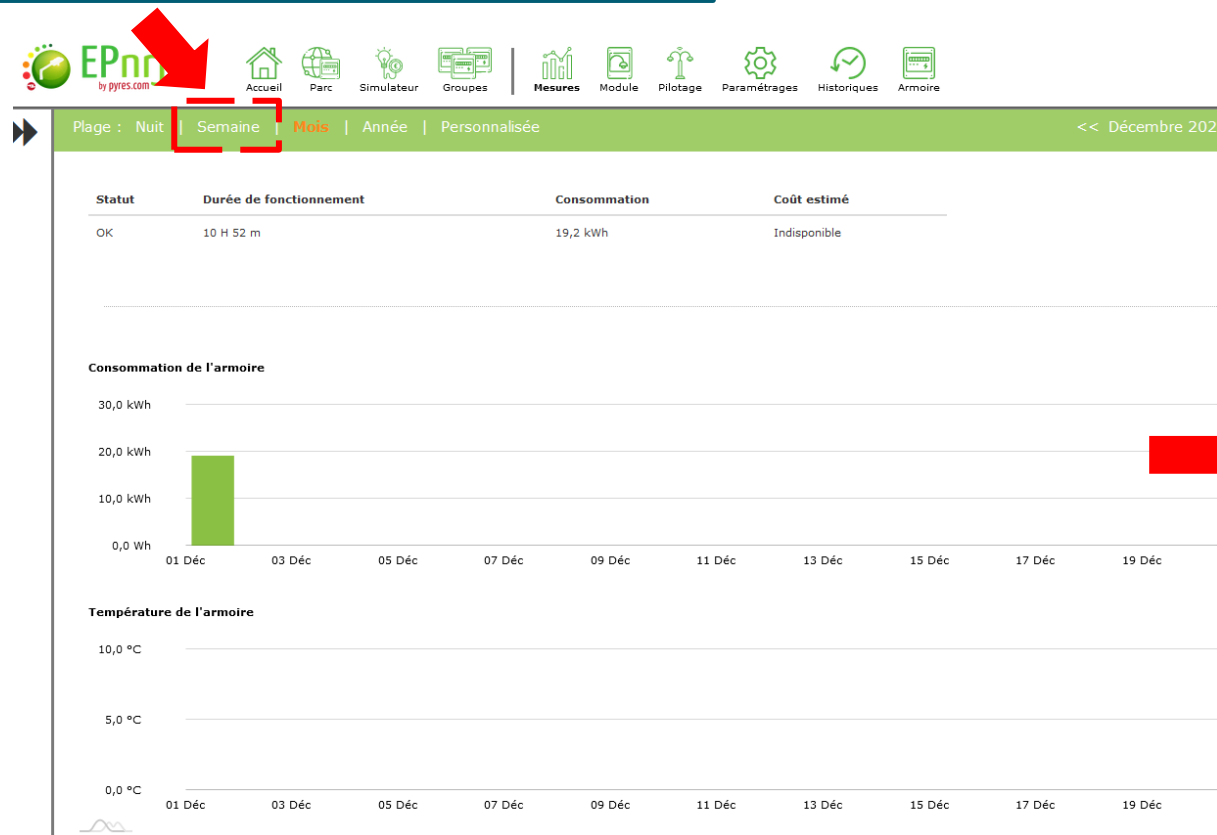 EPnn
by pyres.com
Accueil Parc Simulateur Groupes Mesures Module Pilotage Paramétrages Historiques Armoire
Plage : Nuit | Semaine | Mois | Année | Personnalisée << Décembre 202
Statut Durée de fonctionnement Consommation Coût estimé
OK 10 H 52 m 19,2 kWh Indisponible
Consommation de l'armoire
30,0 kWh
20,0 kWh
10,0 kWh
0,0 Wh
01 Déc 03 Déc 05 Déc 07 Déc 09 Déc 11 Déc 13 Déc 15 Déc 17 Déc 19 Déc
Température de l'armoire
10,0 °C
5,0 °C
0,0 °C
01 Déc 03 Déc 05 Déc 07 Déc 09 Déc 11 Déc 13 Déc 15 Déc 17 Déc 19 Déc